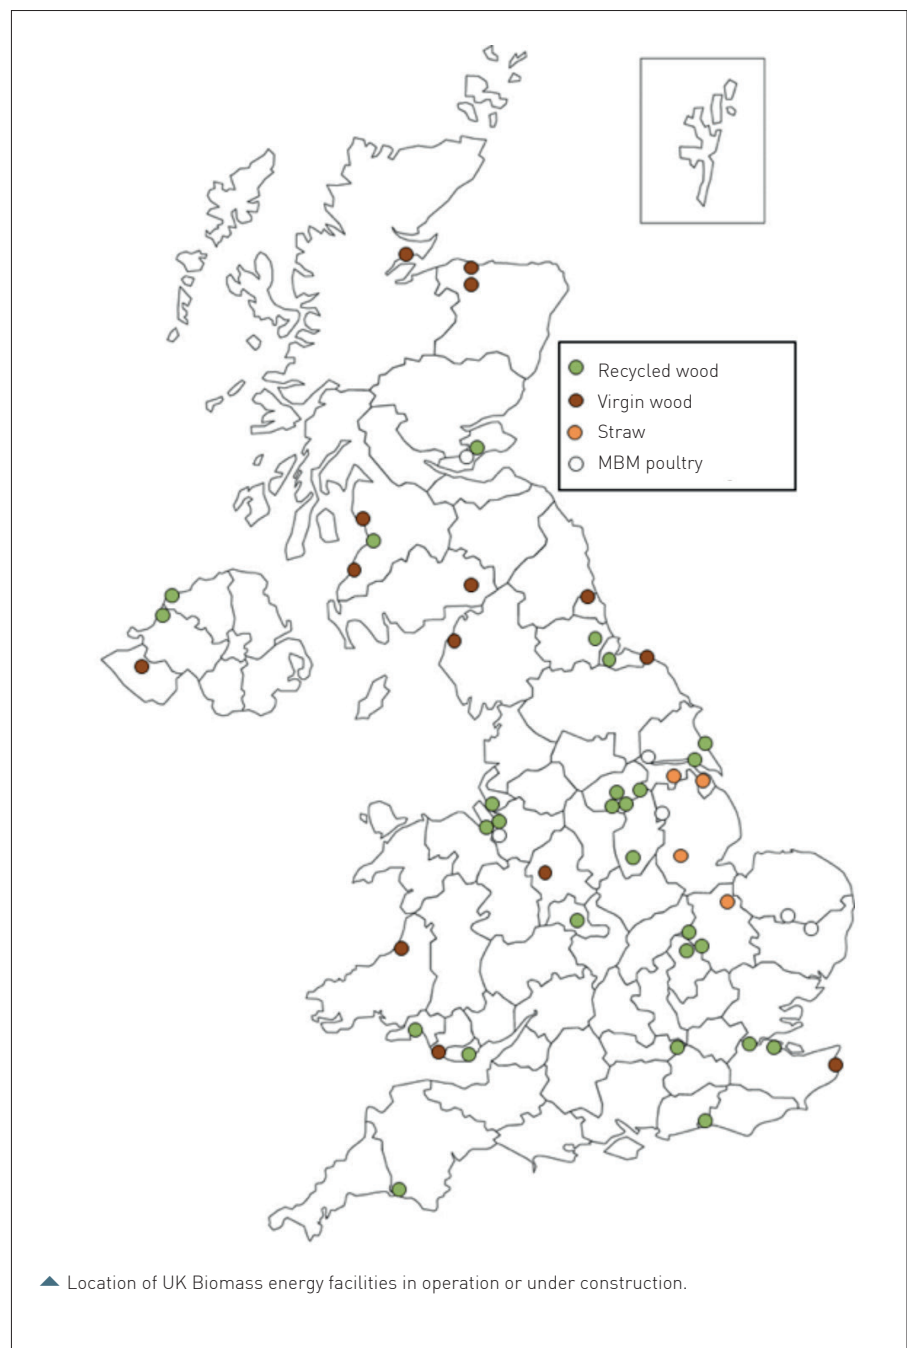 Recycled wood
Virgin wood
Straw
MBM poultry
Location of UK Biomass energy facilities in operation or under construction.